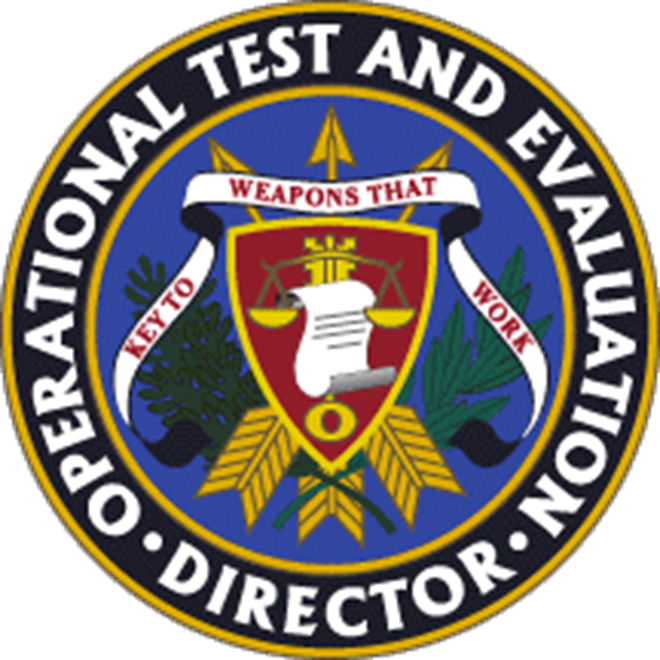 OPERATIONAL TEST AND EVALUATION
KEY TO
WEAPONS THAT
WORK
• DIRECTOR •